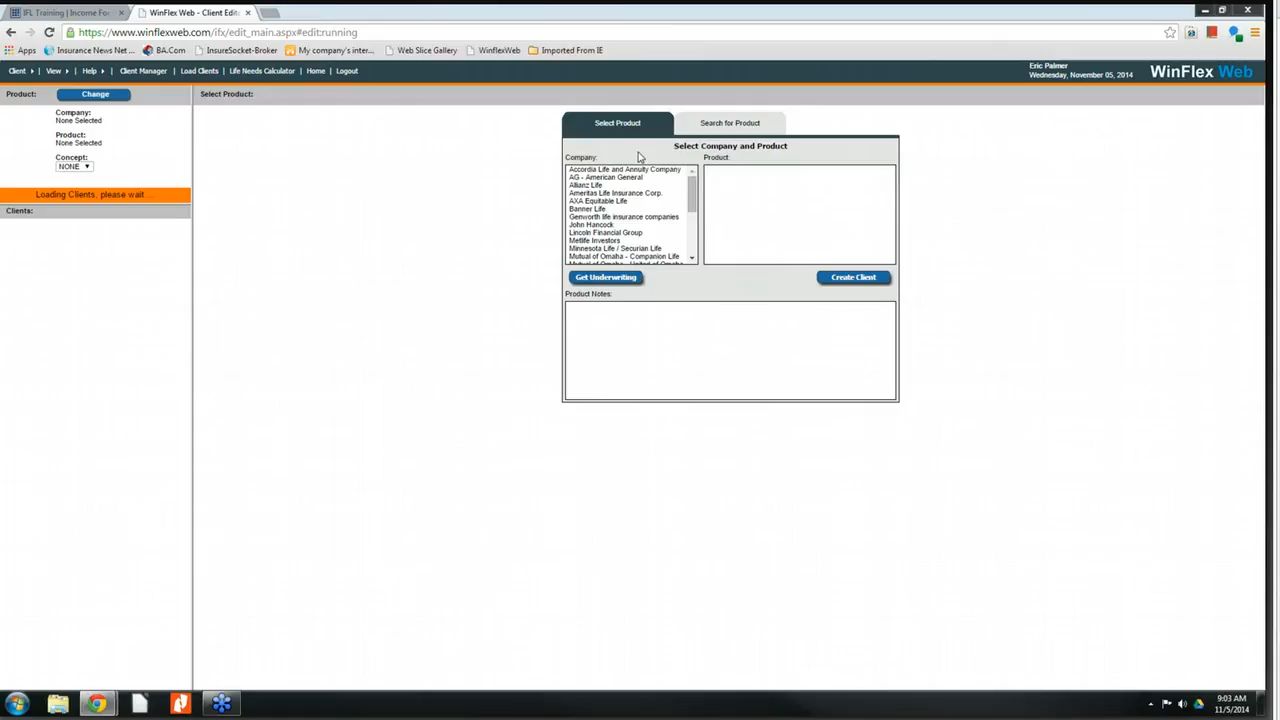 IFL Training | Income For
WinFlex Web - Client Edit
https://www.winflexweb.com/ifx/edit_main.aspx#edit:running
Apps Insurance News Net ... BA.Com InsureSocket-Broker My company's inter... Web Slice Gallery WinflexWeb Imported From IE
Client View Help Client Manager Load Clients Life Needs Calculator Home Logout
Eric Palmer
Wednesday, November 05, 2014
WinFlex Web
Product: Change
Select Product:
Company:
None Selected
Product:
None Selected
Concept:
NONE
Loading Clients, please wait
Clients:
Select Product Search for Product
Select Company and Product
Company: Product
Accordia Life and Annuity Company
AG - American General
Allianz Life
Ameritas Life Insurance Corp.
AXA Equitable Life
Banner Life
Genworth life insurance companies
John Hancock
Lincoln Financial Group
Metlife Investors
Minnesota Life / Securian Life
Mutual of Omaha - Companion Life
Mutual of Omaha - United of Omaha
Get Underwriting Create Client
Product Notes:
9:03 AM
11/5/2014